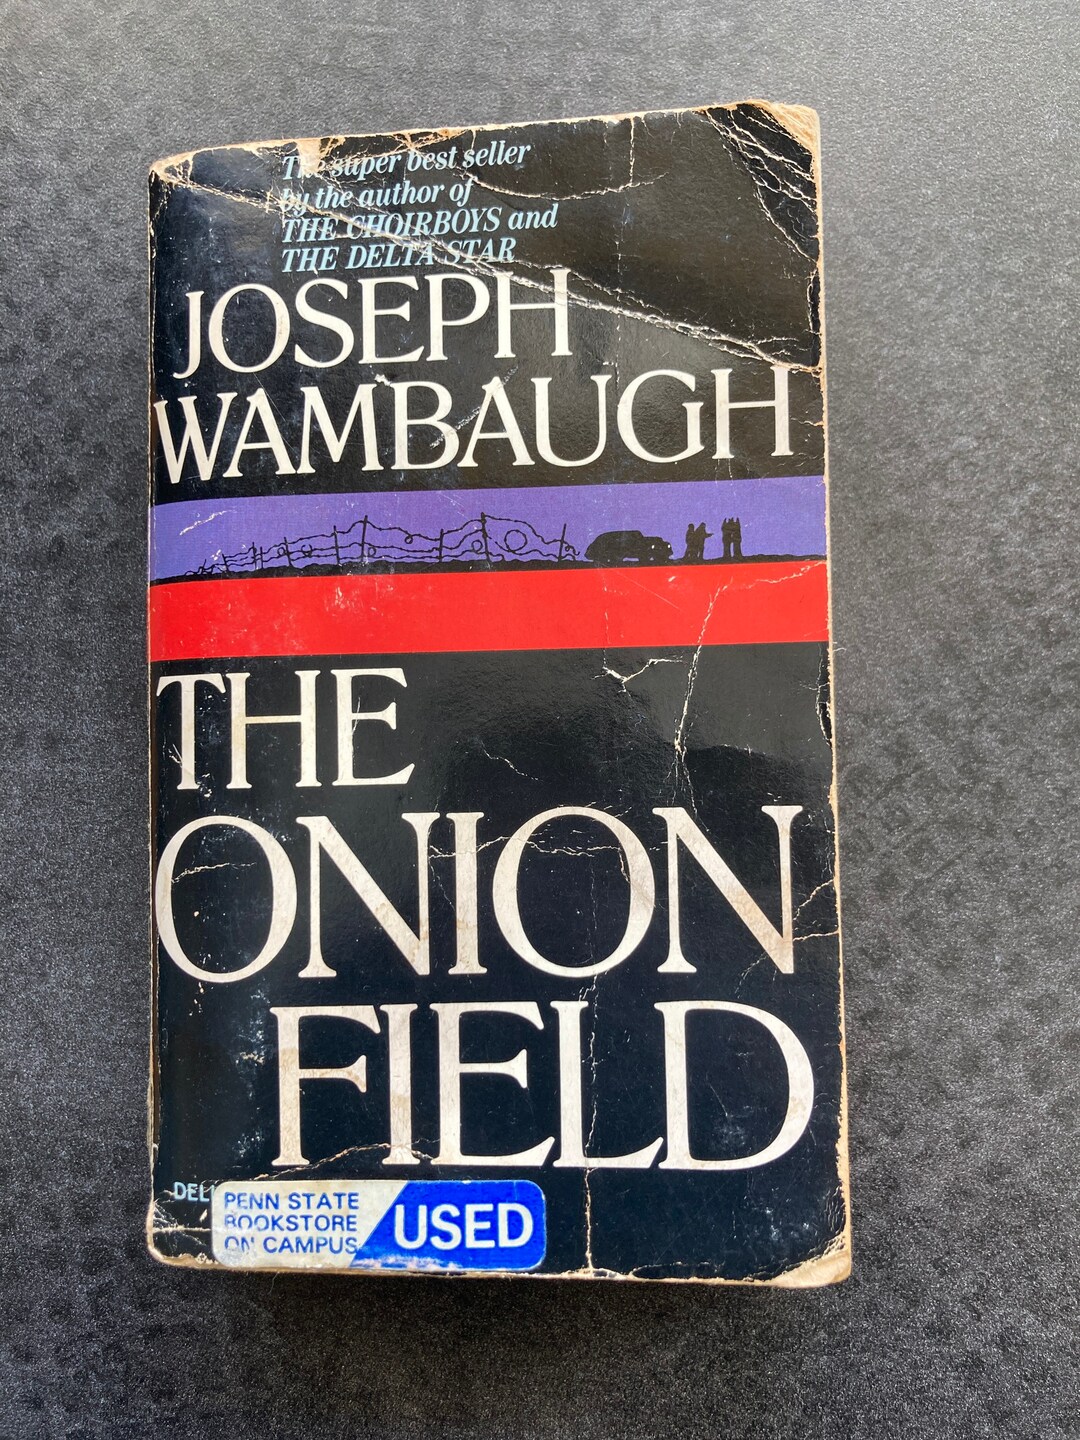 The super best seller
by the author of
THE CHOIRBOYS and
THE DELTA STAR
JOSEPH
WAMBAUGH
THE
ONION
FIELD
PENN STATE
BOOKSTORE
ON CAMPUS
USED